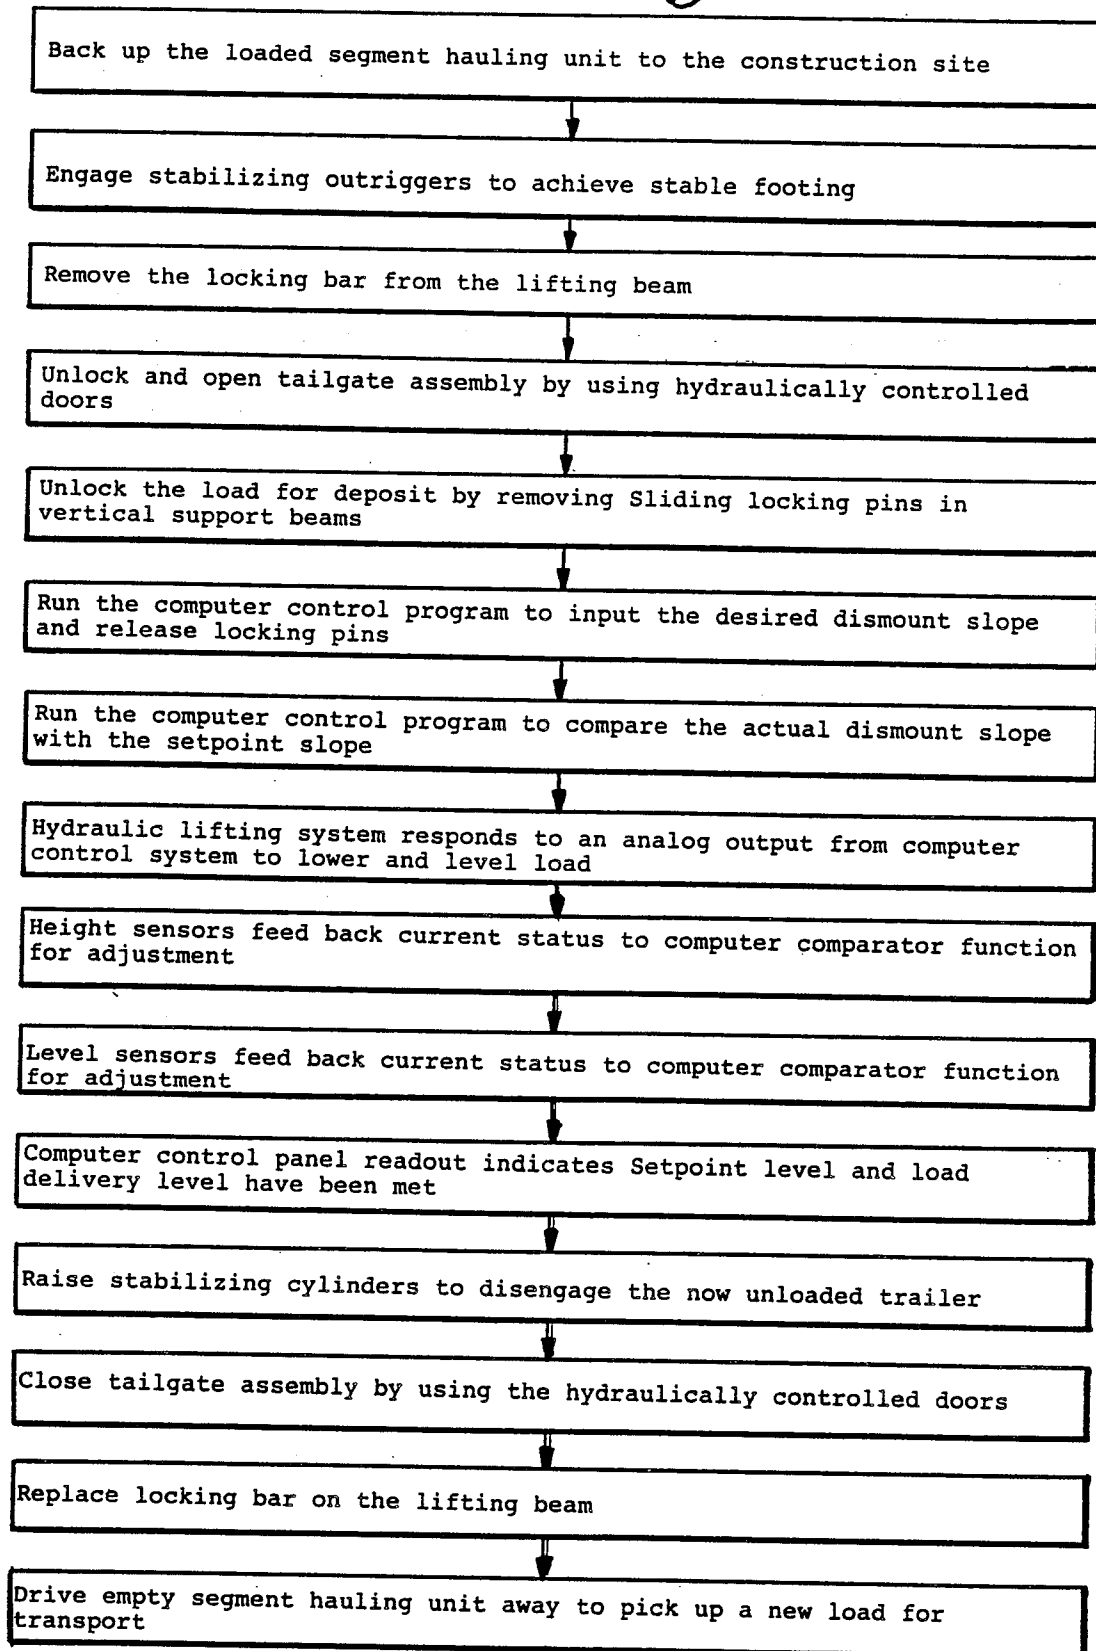 Back up the loaded segment hauling unit to the construction site
Engage stabilizing outriggers to achieve stable footing
Remove the locking bar from the lifting beam
Unlock and open tailgate assembly by using hydraulically controlled
doors
Unlock the load for deposit by removing Sliding locking pins in
vertical support beams
Run the computer control program to input the desired dismount slope
and release locking pins
Run the computer control program to compare the actual dismount slope
with the setpoint slope
Hydraulic lifting system responds to an analog output from computer
control system to lower and level load
Height sensors feed back current status to computer comparator function
for adjustment
Level sensors feed back current status to computer comparator function
for adjustment
Computer control panel readout indicates Setpoint level and load
delivery level have been met
Raise stabilizing cylinders to disengage the now unloaded trailer
Close tailgate assembly by using the hydraulically controlled doors
Replace locking bar on the lifting beam
Drive empty segment hauling unit away to pick up a new load for
transport